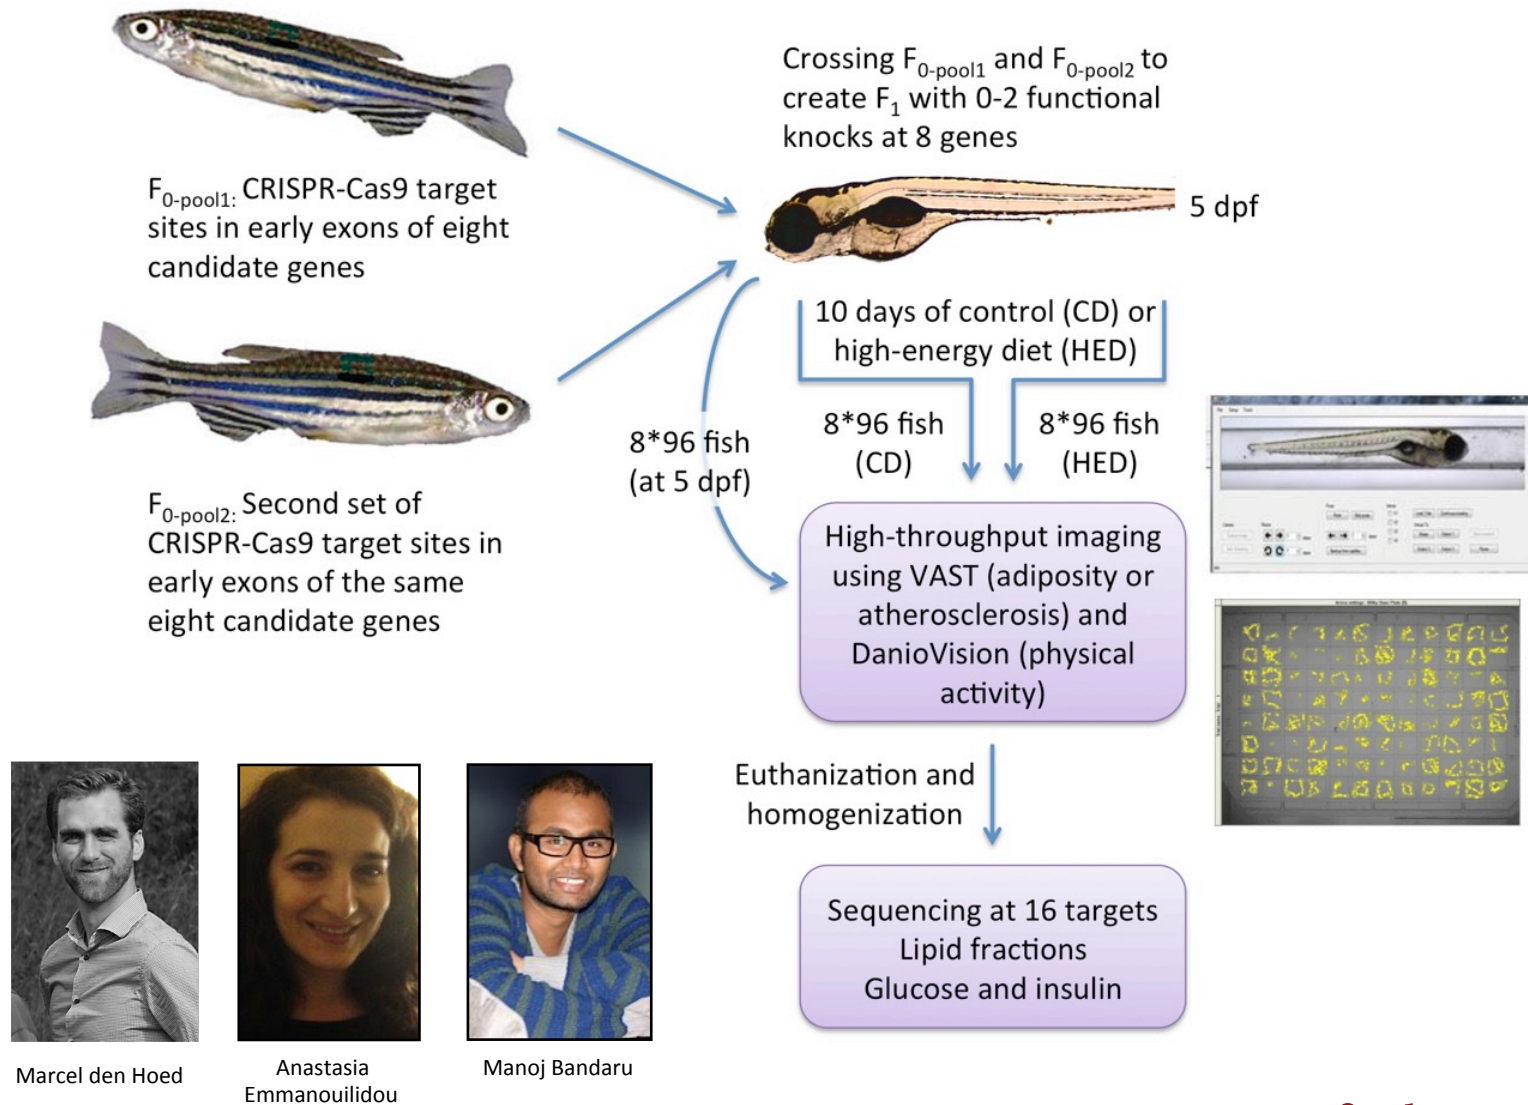 F0-pool1: CRISPR-Cas9 target
sites in early exons of eight
candidate genes
F0-pool2: Second set of
CRISPR-Cas9 target sites in
early exons of the same
eight candidate genes
Crossing F0-pool1 and F0-pool2 to
create F1 with 0-2 functional
knocks at 8 genes
5 dpf
10 days of control (CD) or
high-energy diet (HED)
8*96 fish
(at 5 dpf)
8*96 fish
(CD)
8*96 fish
(HED)
High-throughput imaging
using VAST (adiposity or
atherosclerosis) and
DanioVision (physical
activity)
Euthanization and
homogenization
Sequencing at 16 targets
Lipid fractions
Glucose and insulin
Marcel den Hoed
Anastasia
Emmanouilidou
Manoj Bandaru